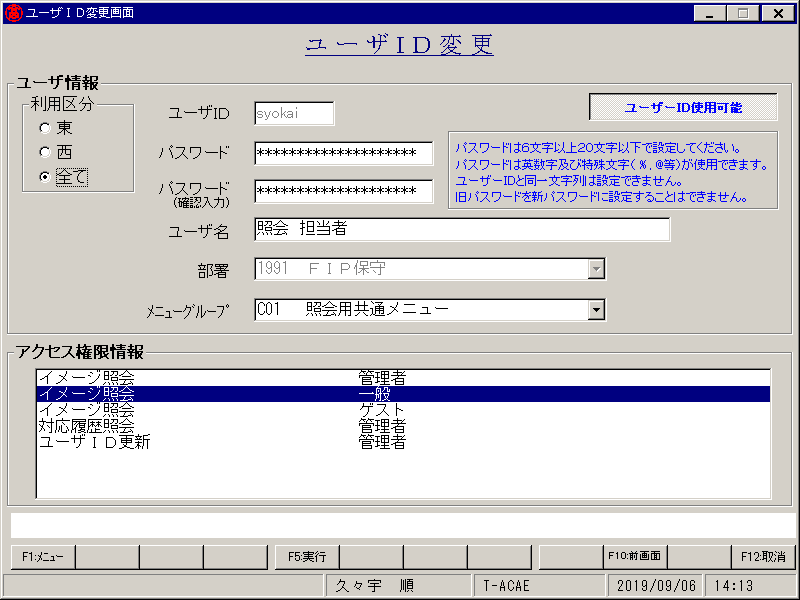 ユーザＩＤ変更画面
ユーザID変更
ユーザ情報
利用区分
東
西
全て
ユーザID
syokai
ユーザーID使用可能
パスワード
*******************
パスワードは6文字以上20文字以下で設定してください。
パスワードは英数字及び特殊文字(％,@等)が使用できます。
ユーザーIDと同一文字列は設定できません。
旧パスワードを新パスワードに設定することはできません。
パスワード
(確認入力)
*******************
ユーザ名
照会　担当者
部署
1991　ＦＩＰ保守
ﾒﾆｭｰｸﾞﾙｰﾌﾟ
C01　照会用共通メニュー
アクセス権限情報
イメージ照会　管理者
イメージ照会　一般
イメージ照会　ゲスト
対応履歴照会　管理者
ユーザＩＤ更新　管理者
F1:ﾒﾆｭｰ　F5:実行　F10:前画面　F12:取消
久々宇　順　T-ACAE　2019/09/06　14:13